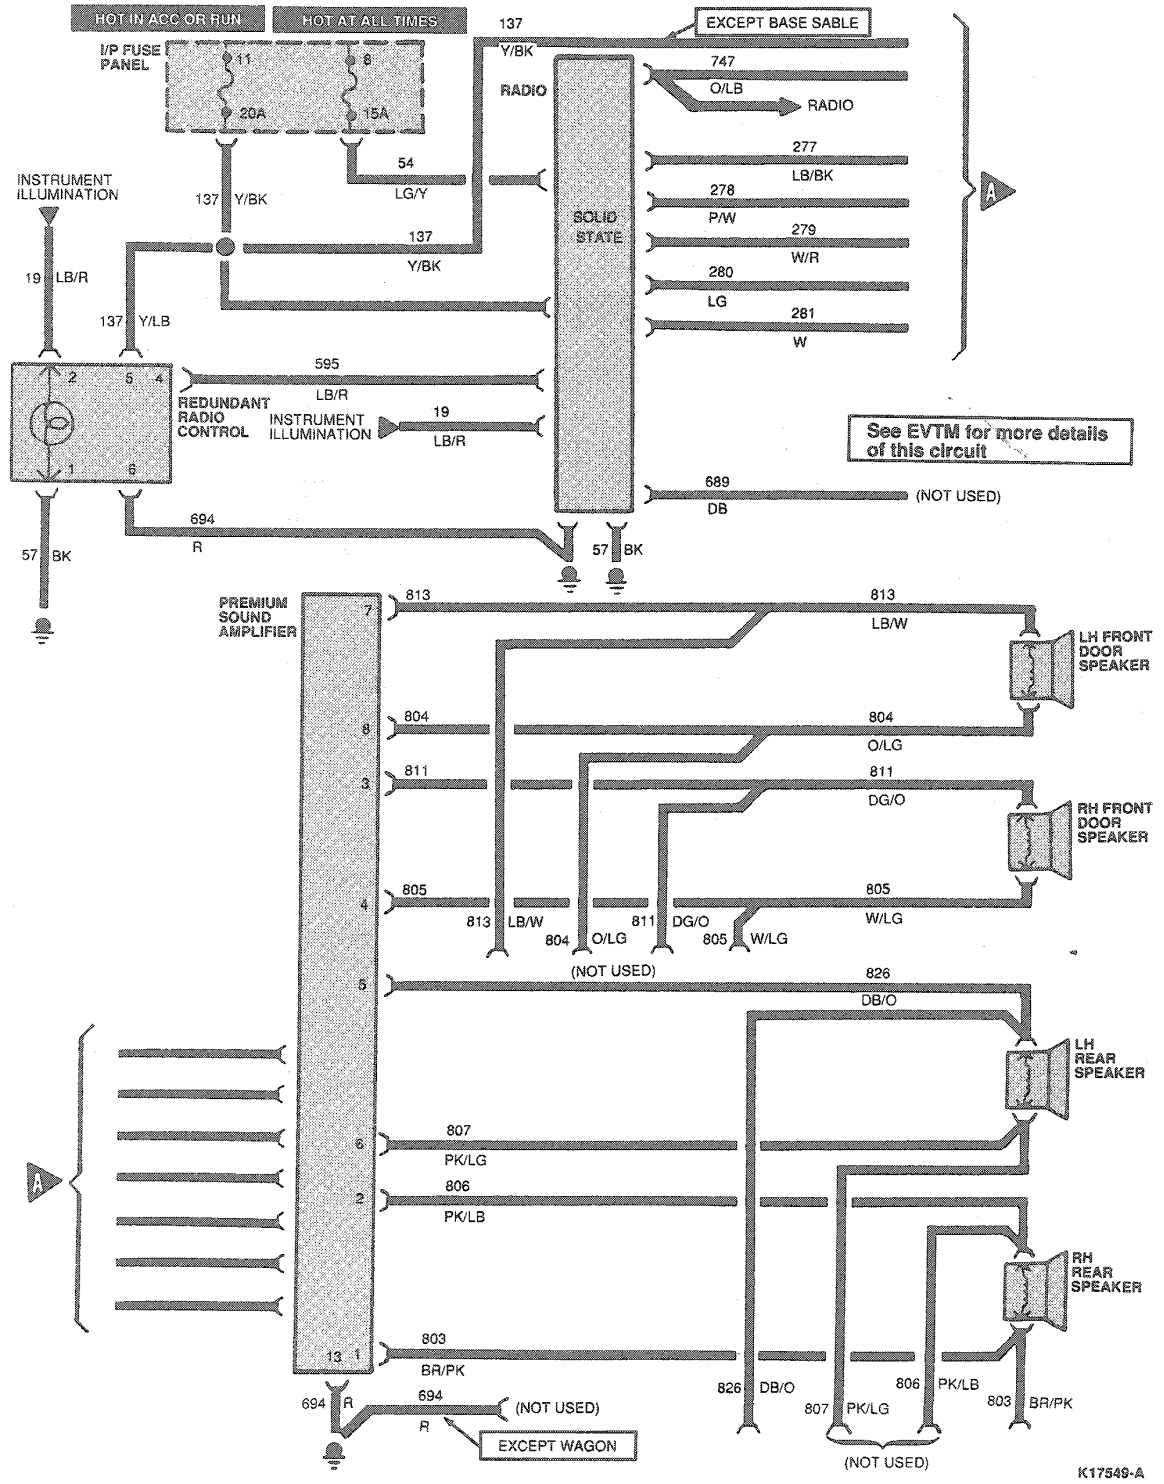 HOT IN ACC OR RUN
HOT AT ALL TIMES
137
Y/BK
EXCEPT BASE SABLE
I/P FUSE
PANEL
11
20A
8
15A
RADIO
747
O/LB
RADIO
277
LB/BK
278
P/W
279
W/R
280
LG
281
W
A
SOLID
STATE
54
LG/Y
INSTRUMENT
ILLUMINATION
137
Y/BK
137
Y/BK
19
LB/R
137
Y/LB
2
5
4
1
6
595
LB/R
REDUNDANT
RADIO
CONTROL
INSTRUMENT
ILLUMINATION
19
LB/R
See EVTM for more details
of this circuit
689
DB
(NOT USED)
694
R
57
BK
57
BK
PREMIUM
SOUND
AMPLIFIER
7
813
813
LB/W
LH FRONT
DOOR
SPEAKER
8
804
804
O/LG
3
811
811
DG/O
RH FRONT
DOOR
SPEAKER
4
805
805
W/LG
813
LB/W
804
O/LG
811
DG/O
805
W/LG
(NOT USED)
5
826
DB/O
LH
REAR
SPEAKER
A
6
807
PK/LG
2
806
PK/LB
RH
REAR
SPEAKER
13
1
803
BR/PK
826
DB/O
807
PK/LG
806
PK/LB
803
BR/PK
694
R
694
R
(NOT USED)
EXCEPT WAGON
(NOT USED)
K17549-A